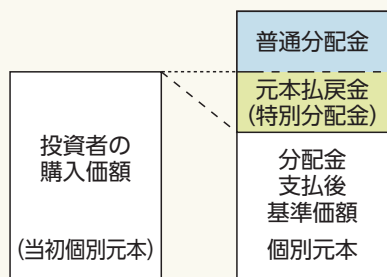 普通分配金
元本払戻金
(特別分配金)
投資者の
購入価額
(当初個別元本)
分配金
支払後
基準価額
個別元本